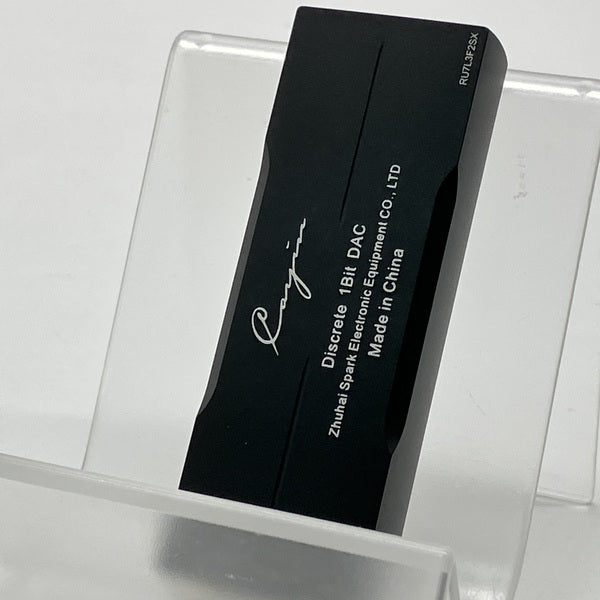 Cayin
Discrete 1Bit DAC
Zhuhai Spark Electronic Equipment CO., LTD
Made in China
RU7L3F2SX